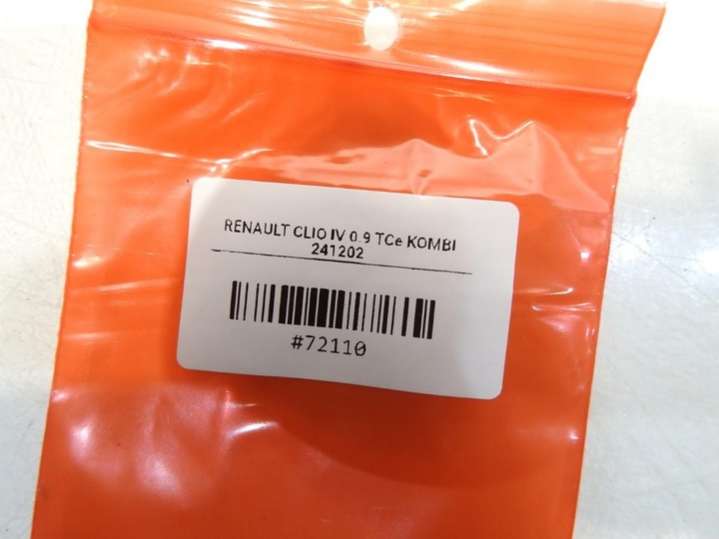 RENAULT CLIO IV 0.9 TCe KOMBI
241202
#72110